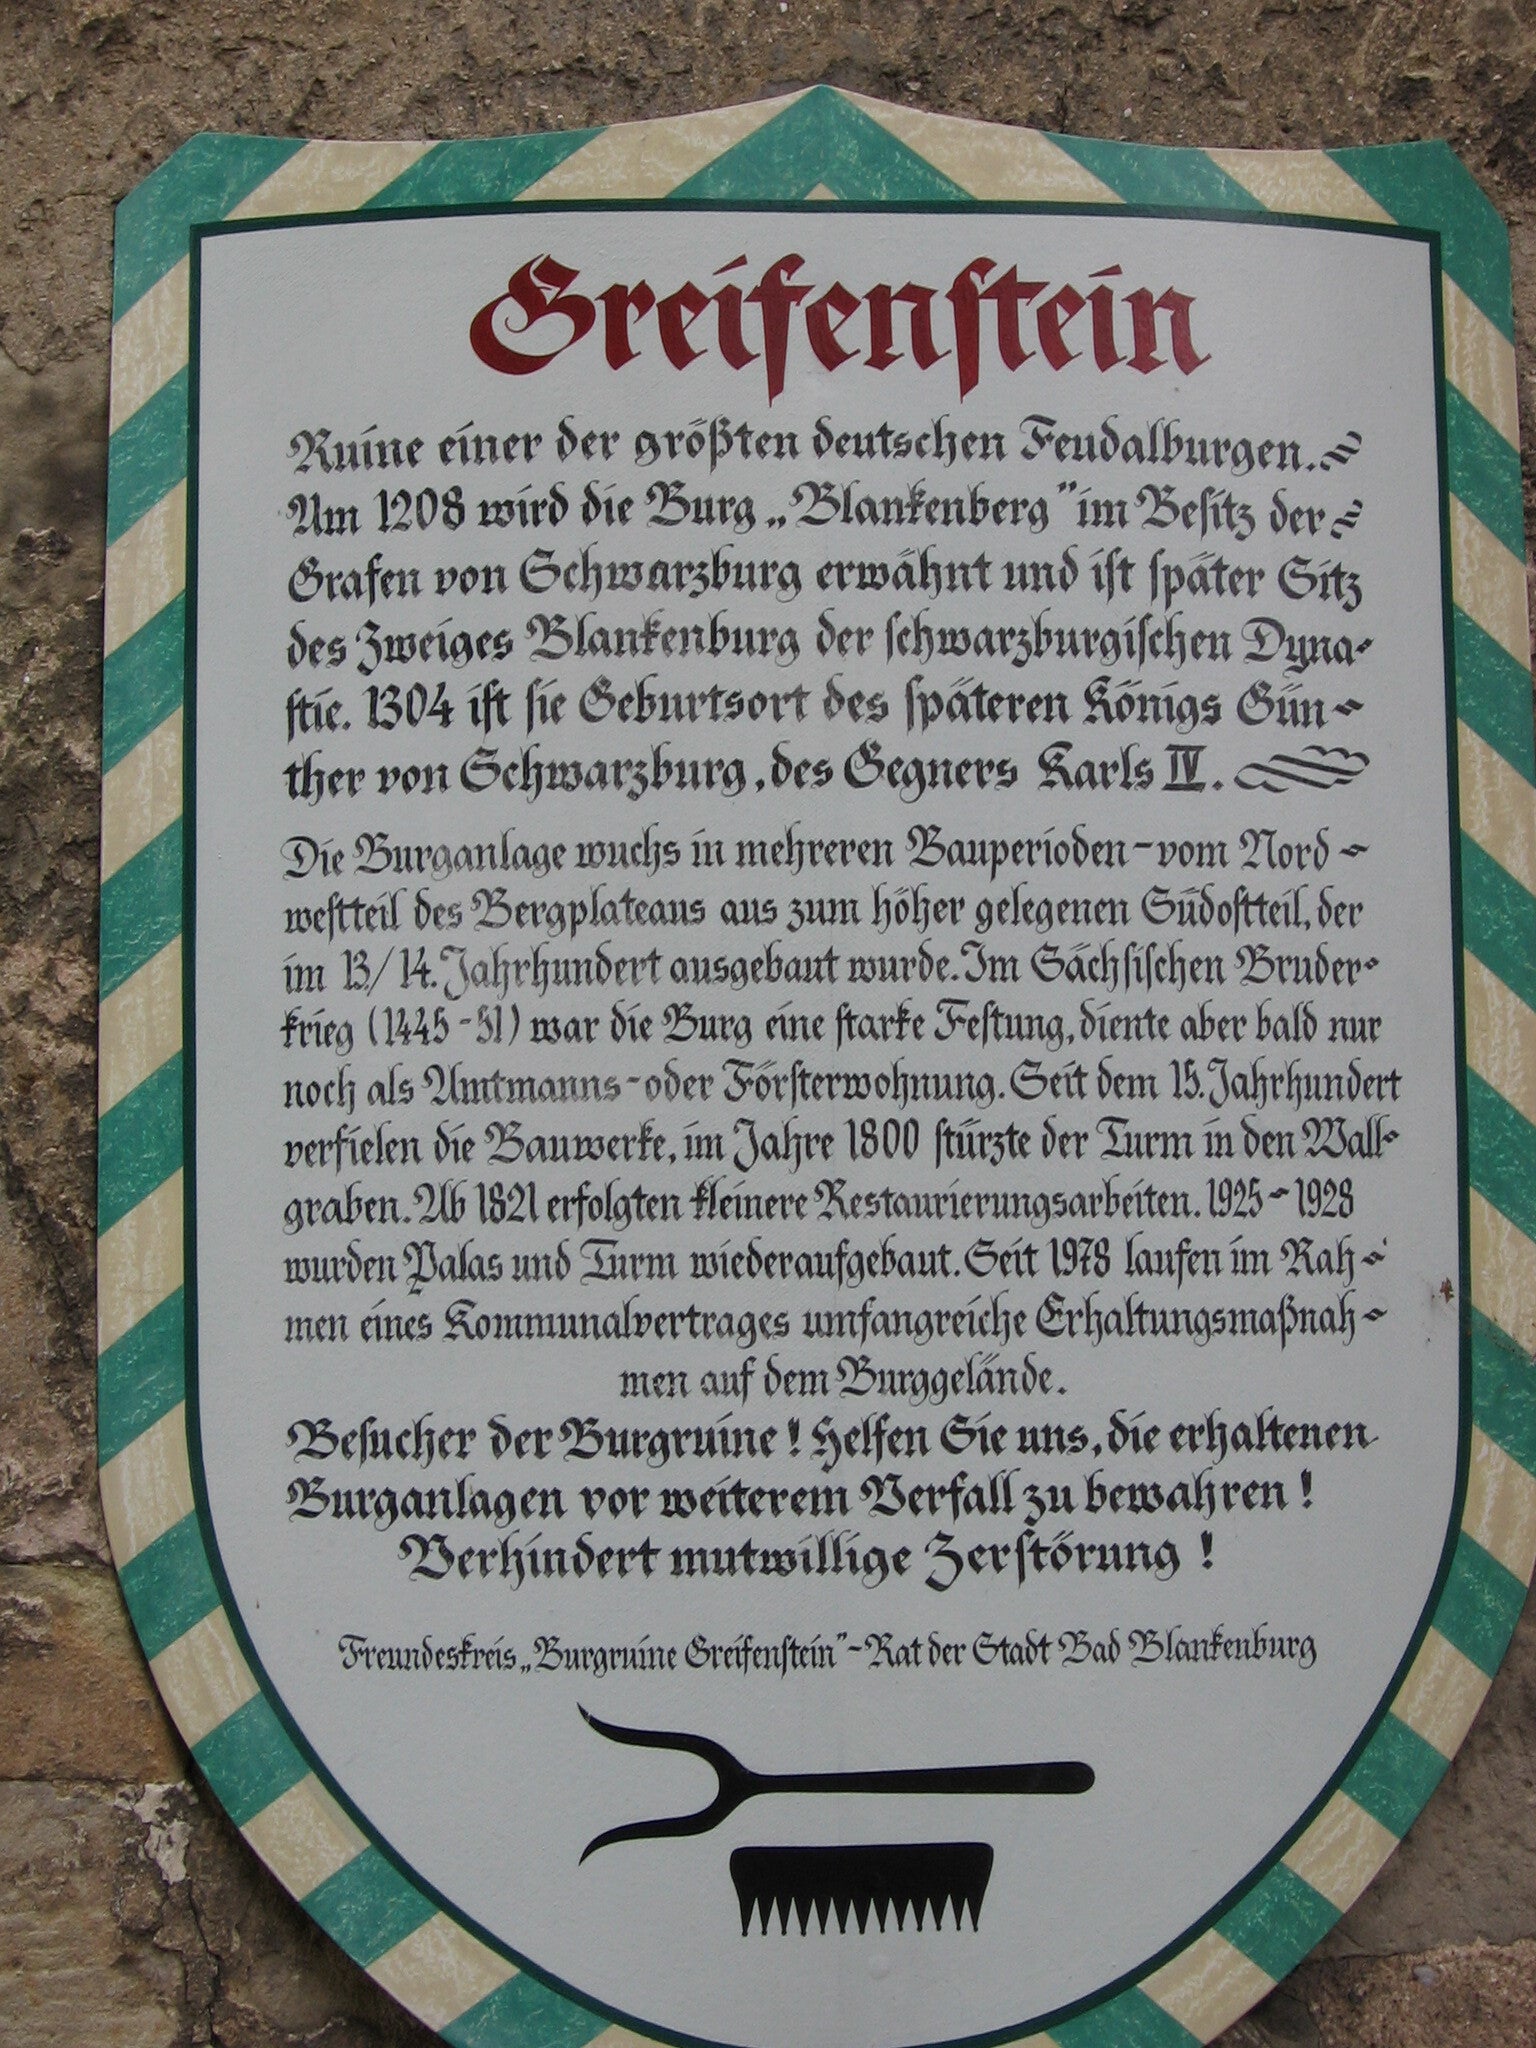 Greifenstein
Ruine einer der größten deutschen Feudalburgen.
Um 1208 wird die Burg „Blankenberg" im Besitz der
Grafen von Schwarzburg erwähnt und ist später Sitz
des Zweiges Blankenburg der schwarzburgischen Dyna-
stie. 1304 ist sie Geburtsort des späteren Königs Gün-
ther von Schwarzburg, des Gegners Karls IV.
Die Burganlage wuchs in mehreren Bauperioden - vom Nord-
westteil des Bergplateaus aus zum höher gelegenen Südostteil, der
im 13/14. Jahrhundert ausgebaut wurde. Im Sächsischen Bruder-
krieg (1445-51) war die Burg eine starke Festung, diente aber bald nur
noch als Amtmanns- oder Försterwohnung. Seit dem 15. Jahrhundert
verfielen die Bauwerke, im Jahre 1800 stürzte der Turm in den Wall-
graben. Ab 1821 erfolgten kleinere Restaurierungsarbeiten. 1925-1928
wurden Palas und Turm wiederaufgebaut. Seit 1978 laufen im Rah-
men eines Kommunalvertrages umfangreiche Erhaltungsmaßnah-
men auf dem Burggelände.
Besucher der Burgruine! Helfen Sie uns, die erhaltenen
Burganlagen vor weiterem Verfall zu bewahren!
Verhindert mutwillige Zerstörung!
Freundeskreis „Burgruine Greifenstein" - Rat der Stadt Bad Blankenburg